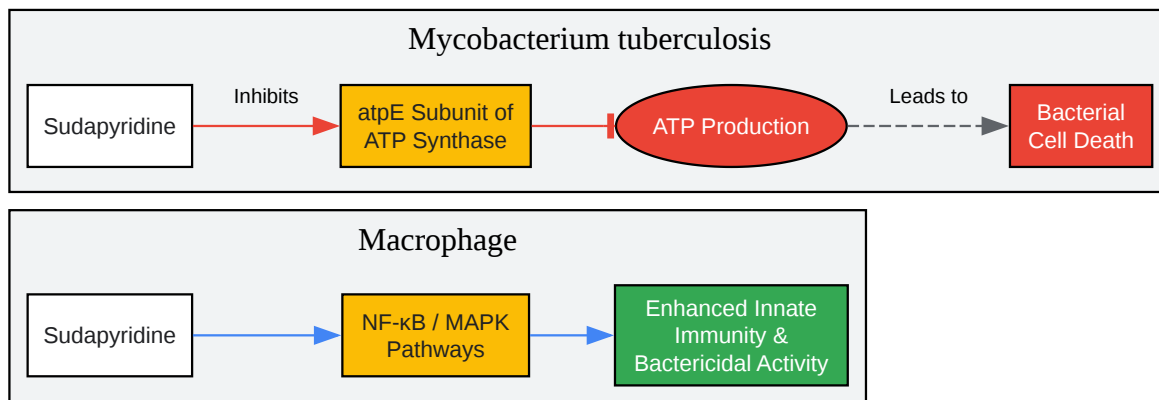 Mycobacterium tuberculosis
Sudapyridine
Inhibits
atpE Subunit of
ATP Synthase
ATP Production
Leads to
Bacterial
Cell Death
Macrophage
Sudapyridine
NF-κB / MAPK
Pathways
Enhanced Innate
Immunity &
Bactericidal Activity